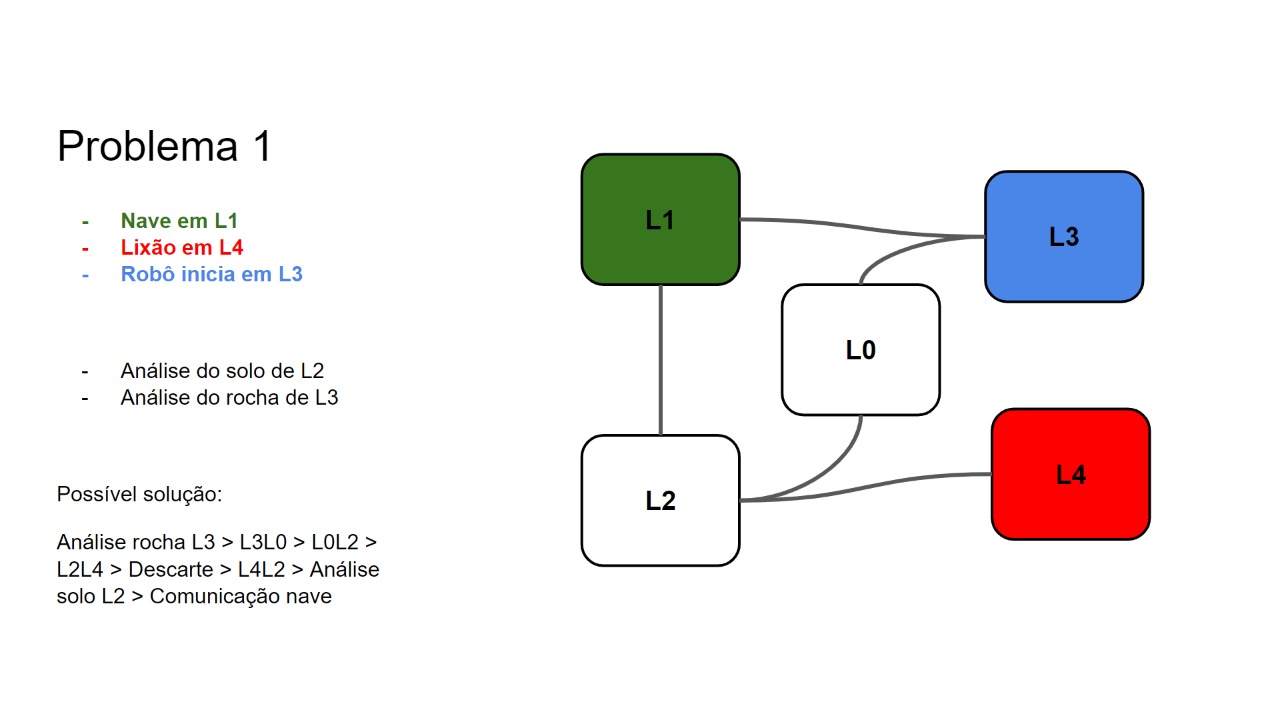 Problema 1
- Nave em L1
- Lixão em L4
- Robô inicia em L3
- Análise do solo de L2
- Análise do rocha de L3
Possível solução:
Análise rocha L3 > L3L0 > L0L2 >
L2L4 > Descarte > L4L2 > Análise
solo L2 > Comunicação nave
L1
L3
L0
L2
L4